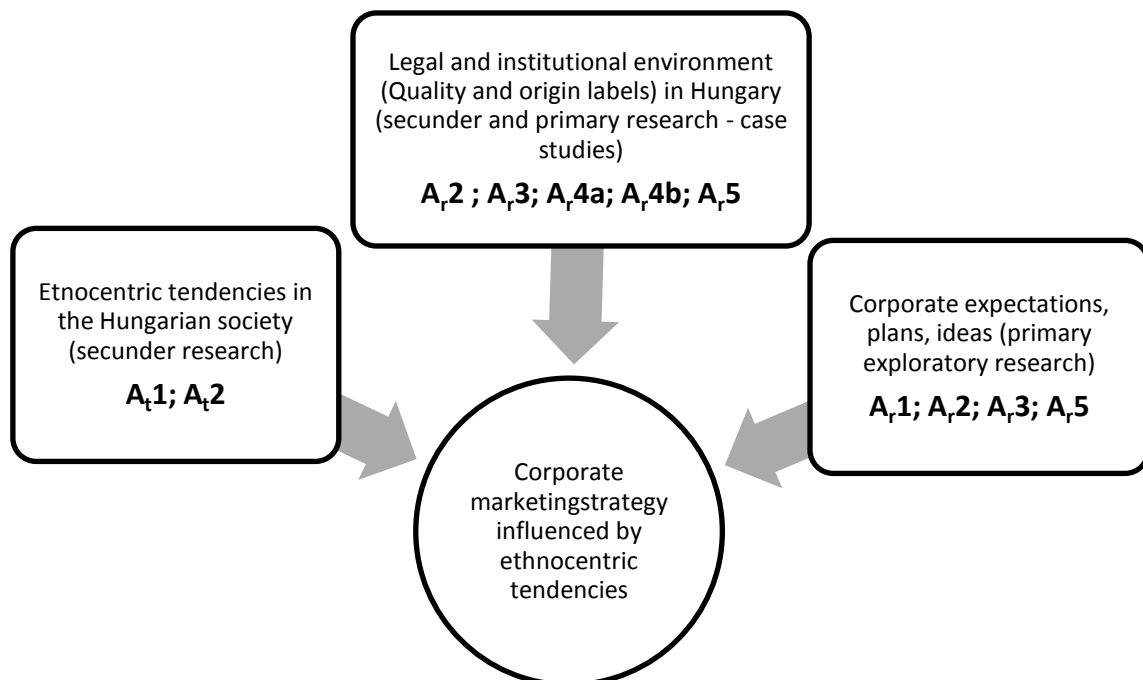 Legal and institutional environment
(Quality and origin labels) in Hungary
(secunder and primary research - case
studies)
Aᵣ2 ; Aᵣ3; Aᵣ4a; Aᵣ4b; Aᵣ5
Etnocentric tendencies in
the Hungarian society
(secunder research)
Aₜ1; Aₜ2
Corporate expectations,
plans, ideas (primary
exploratory research)
Aᵣ1; Aᵣ2; Aᵣ3; Aᵣ5
Corporate
marketingstrategy
influenced by
ethnocentric
tendencies